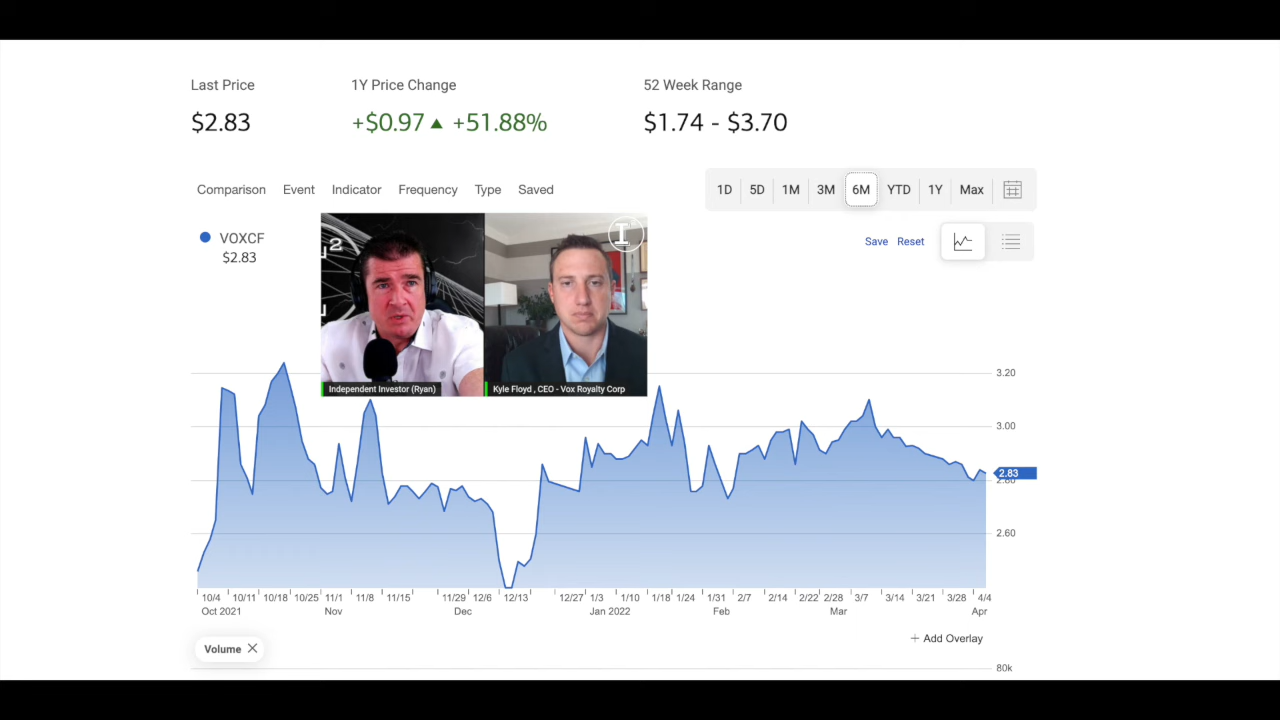 Last Price
1Y Price Change
52 Week Range
$2.83
+$0.97 ▲ +51.88%
$1.74 - $3.70
Comparison Event Indicator Frequency Type Saved
1D 5D 1M 3M 6M YTD 1Y Max
VOXCF
$2.83
Save Reset
2
I
Independent Investor (Ryan)
Kyle Floyd , CEO - Vox Royalty Corp
3.20
3.00
2.83
2.80
2.60
10/4 10/11 10/18 10/25 11/1 11/8 11/15 11/29 12/6 12/13 12/27 1/3 1/10 1/18 1/24 1/31 2/7 2/14 2/22 2/28 3/7 3/14 3/21 3/28 4/4
Oct 2021 Nov Dec Jan 2022 Feb Mar Apr
+ Add Overlay
Volume ✕
80k